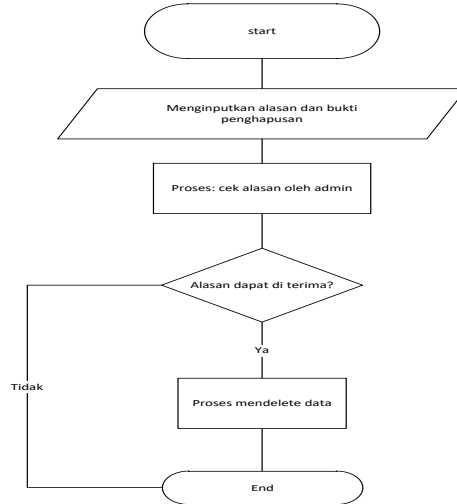 start
Menginputkan alasan dan bukti
penghapusan
Proses: cek alasan oleh admin
Alasan dapat di terima?
Ya
Tidak
Proses mendelete data
End